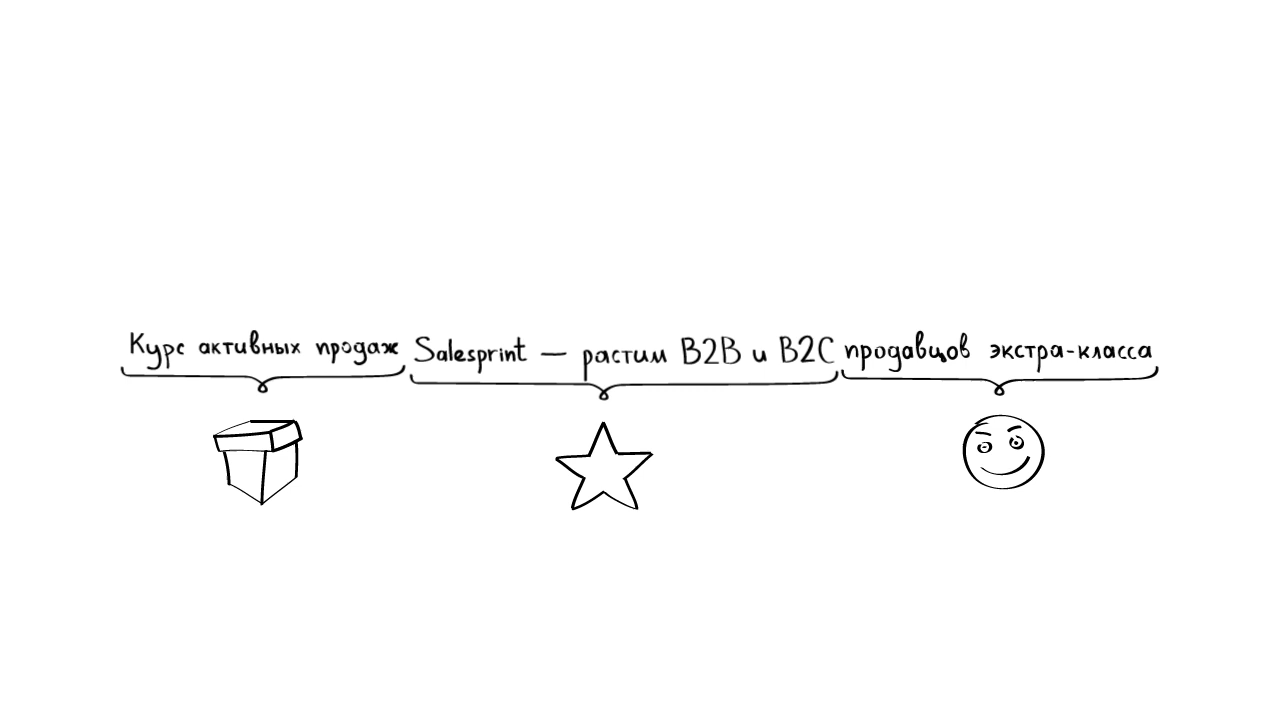 Курс активных продаж Salesprint — растим B2B и B2C продавцов экстра-класса